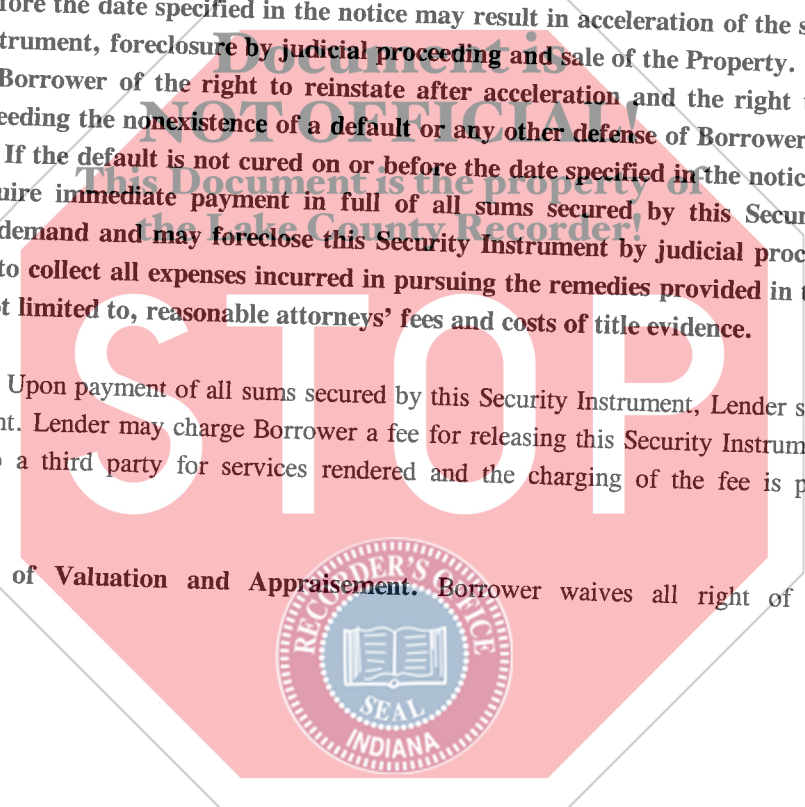 ore the date specified in the notice may result in acceleration of the s
Document is
trument, foreclosure by judicial proceeding and sale of the Property.
Borrower of the right to reinstate after acceleration and the right
NOT OFFICIAL!
eeding the nonexistence of a default or any other defense of Borrower
If the default is not cured on or before the date specified in the notic
This Document is the property of
uire immediate payment in full of all sums secured by this Secur
the Lake County Recorder!
demand and may foreclose this Security Instrument by judicial proc
to collect all expenses incurred in pursuing the remedies provided in t
t limited to, reasonable attorneys' fees and costs of title evidence.
STOP
Upon payment of all sums secured by this Security Instrument, Lender s
nt. Lender may charge Borrower a fee for releasing this Security Instrum
a third party for services rendered and the charging of the fee is p
of Valuation and Appraisement. Borrower waives all right of
RECORDER'S OFFICE
SEAL
INDIANA